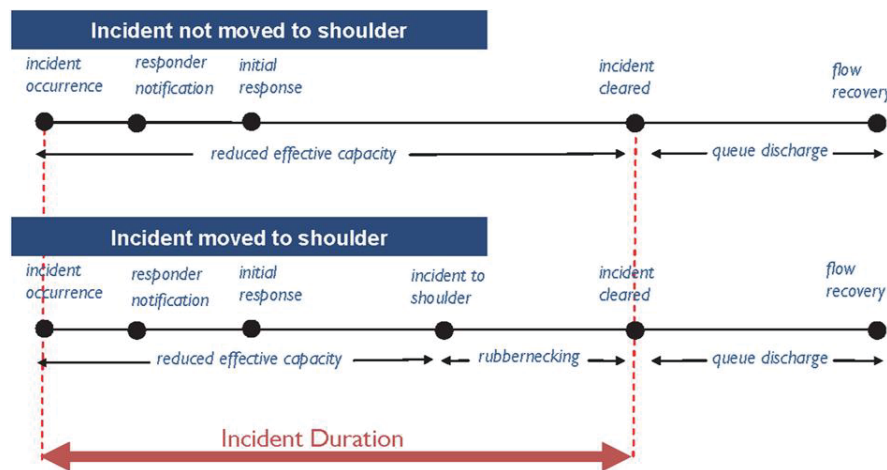 Incident not moved to shoulder
incident responder initial incident flow
occurrence notification response cleared recovery
reduced effective capacity queue discharge
Incident moved to shoulder
incident responder initial incident to incident flow
occurrence notification response shoulder cleared recovery
reduced effective capacity rubbernecking queue discharge
Incident Duration